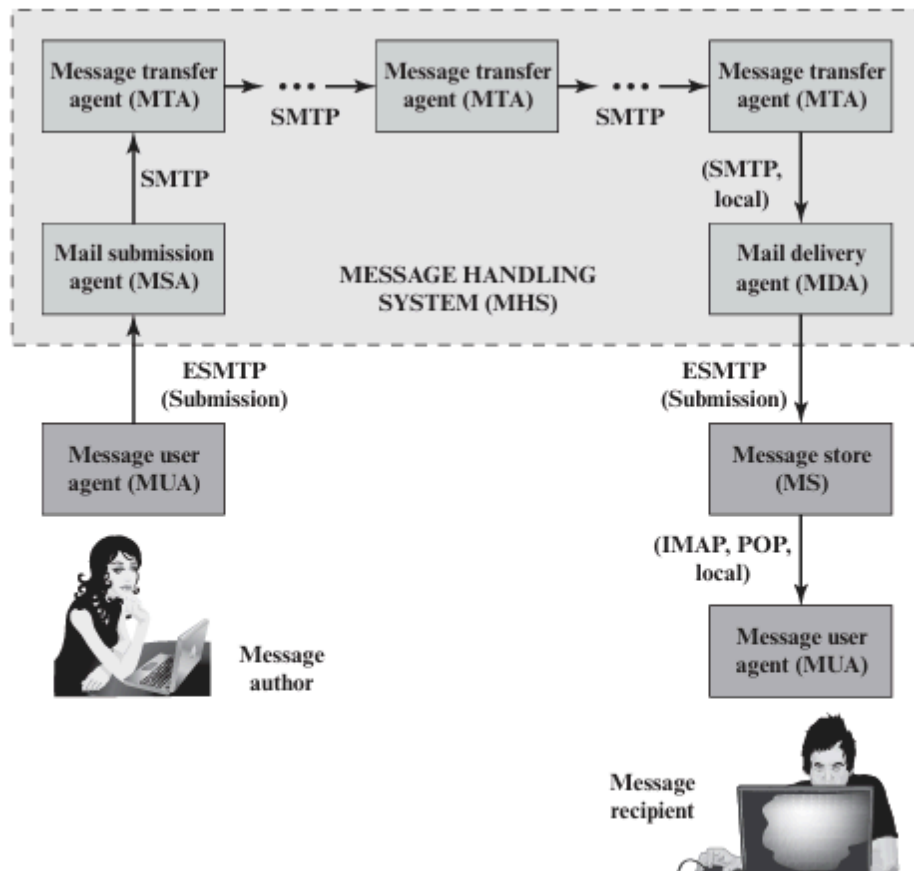 Message transfer
agent (MTA)
SMTP
Message transfer
agent (MTA)
SMTP
Message transfer
agent (MTA)
SMTP
(SMTP,
local)
Mail submission
agent (MSA)
MESSAGE HANDLING
SYSTEM (MHS)
Mail delivery
agent (MDA)
ESMTP
(Submission)
ESMTP
(Submission)
Message user
agent (MUA)
Message store
(MS)
(IMAP, POP,
local)
Message
author
Message user
agent (MUA)
Message
recipient